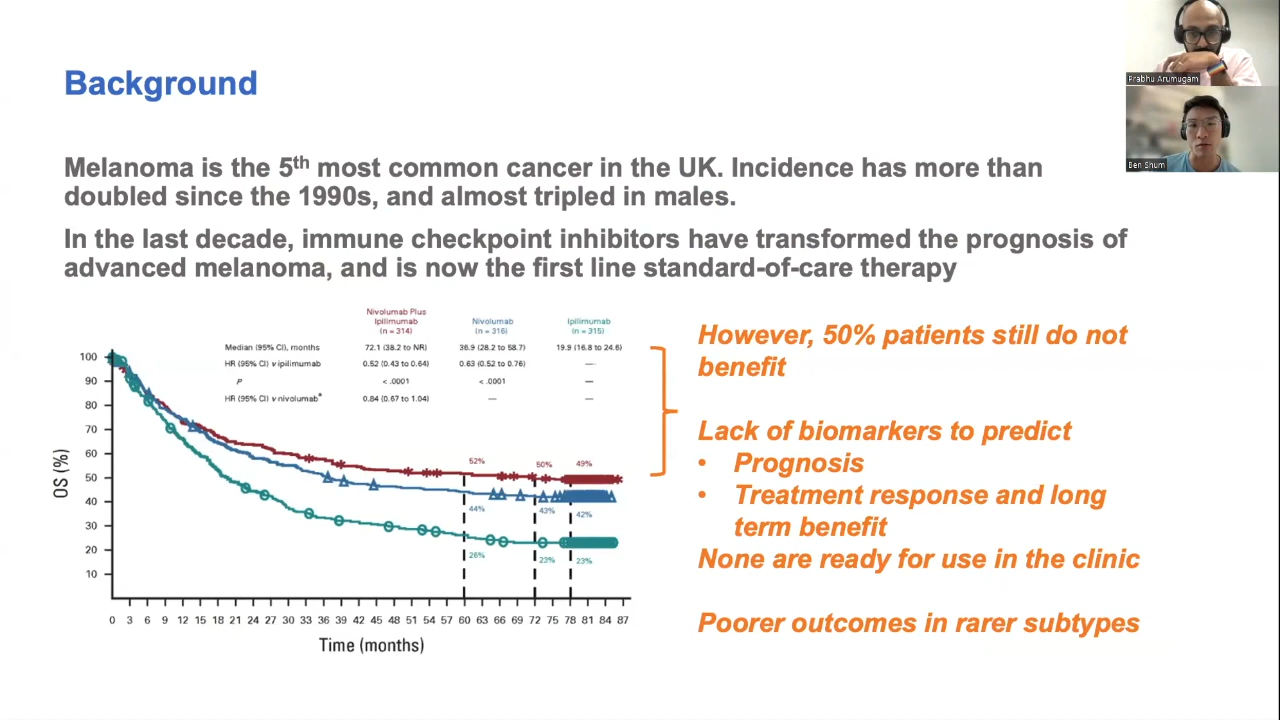 Background
Melanoma is the 5th most common cancer in the UK. Incidence has more than
doubled since the 1990s, and almost tripled in males.
In the last decade, immune checkpoint inhibitors have transformed the prognosis of
advanced melanoma, and is now the first line standard-of-care therapy
Nivolumab Plus
Ipilimumab
(n = 314)
Nivolumab
(n = 316)
Ipilimumab
(n = 315)
Median (95% CI), months 72.1 (38.2 to NR) 36.9 (28.2 to 58.7) 19.9 (16.8 to 24.6)
HR (95% CI) v ipilimumab 0.52 (0.43 to 0.64) 0.63 (0.52 to 0.76) —
P < .0001 < .0001 —
HR (95% CI) v nivolumabª 0.84 (0.67 to 1.04) — —
OS (%)
100
90
80
70
60
50
40
30
20
10
52% 50% 49%
44% 43% 42%
26% 23% 23%
0 3 6 9 12 15 18 21 24 27 30 33 36 39 42 45 48 51 54 57 60 63 66 69 72 75 78 81 84 87
Time (months)
However, 50% patients still do not
benefit
Lack of biomarkers to predict
• Prognosis
• Treatment response and long
term benefit
None are ready for use in the clinic
Poorer outcomes in rarer subtypes
Prabhu Arumugam
Ben Shum